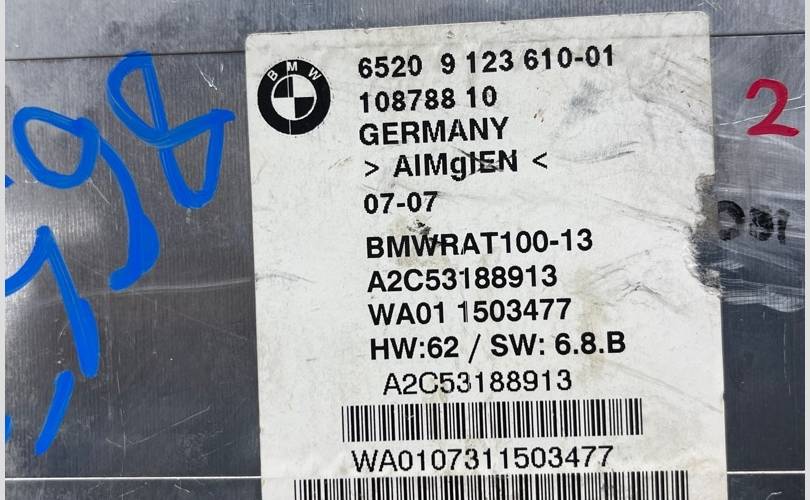 BMW
6520 9 123 610-01
108788 10
GERMANY
> AlMglEN <
07-07
BMWRAT100-13
A2C53188913
WA01 1503477
HW:62 / SW: 6.8.B
A2C53188913
WA0107311503477
2